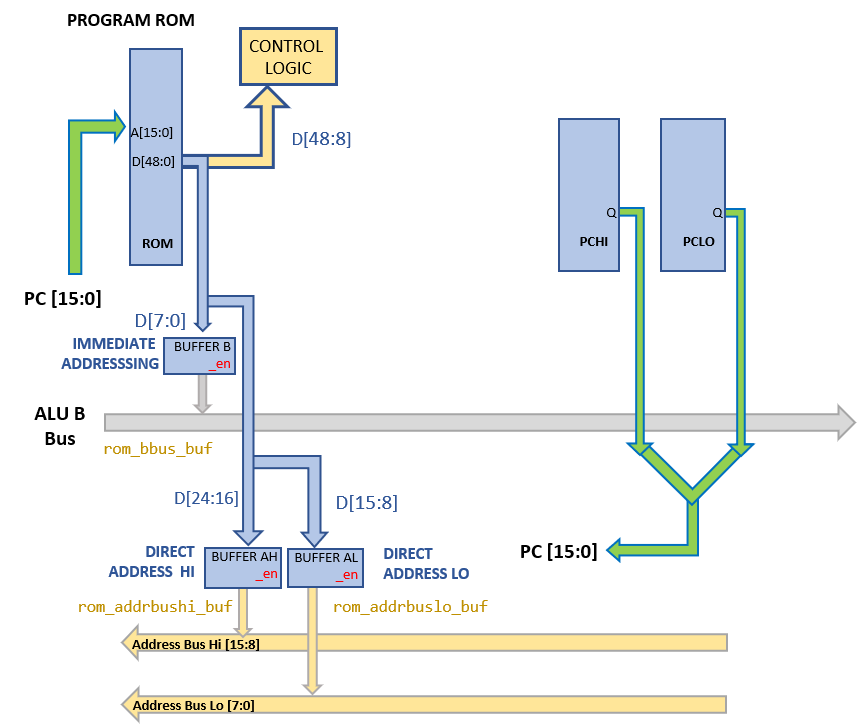 PROGRAM ROM
CONTROL
LOGIC
A[15:0]
D[48:0]
D[48:8]
ROM
PC [15:0]
Q
Q
PCHI
PCLO
D[7:0]
IMMEDIATE
ADDRESSSING
BUFFER B
_en
ALU B
Bus
rom_bbus_buf
D[24:16]
D[15:8]
DIRECT
ADDRESS HI
BUFFER AH
_en
BUFFER AL
_en
DIRECT
ADDRESS LO
PC [15:0]
rom_addrbushi_buf
rom_addrbuslo_buf
Address Bus Hi [15:8]
Address Bus Lo [7:0]